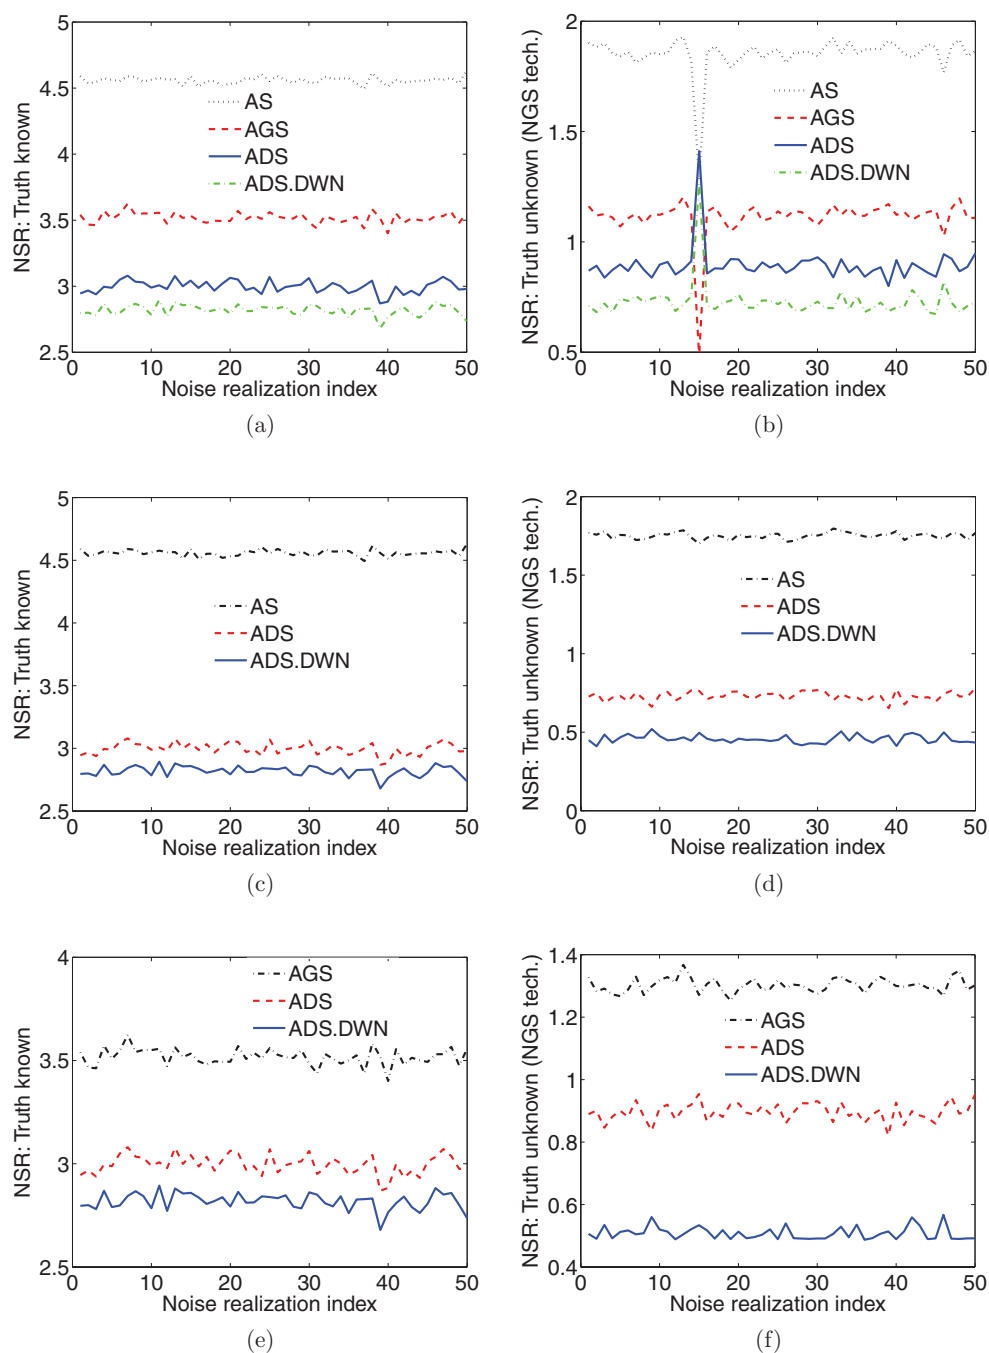 5
4.5
4
3.5
3
2.5
0
10
20
30
40
50
NSR: Truth known
Noise realization index
AS
AGS
ADS
ADS.DWN
(a)
2
1.5
1
0.5
0
10
20
30
40
50
NSR: Truth unknown (NGS tech.)
Noise realization index
AS
AGS
ADS
ADS.DWN
(b)
5
4.5
4
3.5
3
2.5
0
10
20
30
40
50
NSR: Truth known
Noise realization index
AS
ADS
ADS.DWN
(c)
2
1.5
1
0.5
0
0
10
20
30
40
50
NSR: Truth unknown (NGS tech.)
Noise realization index
AS
ADS
ADS.DWN
(d)
4
3.5
3
2.5
0
10
20
30
40
50
NSR: Truth known
Noise realization index
AGS
ADS
ADS.DWN
(e)
1.4
1.2
1
0.8
0.6
0.4
0
10
20
30
40
50
NSR: Truth unknown (NGS tech.)
Noise realization index
AGS
ADS
ADS.DWN
(f)